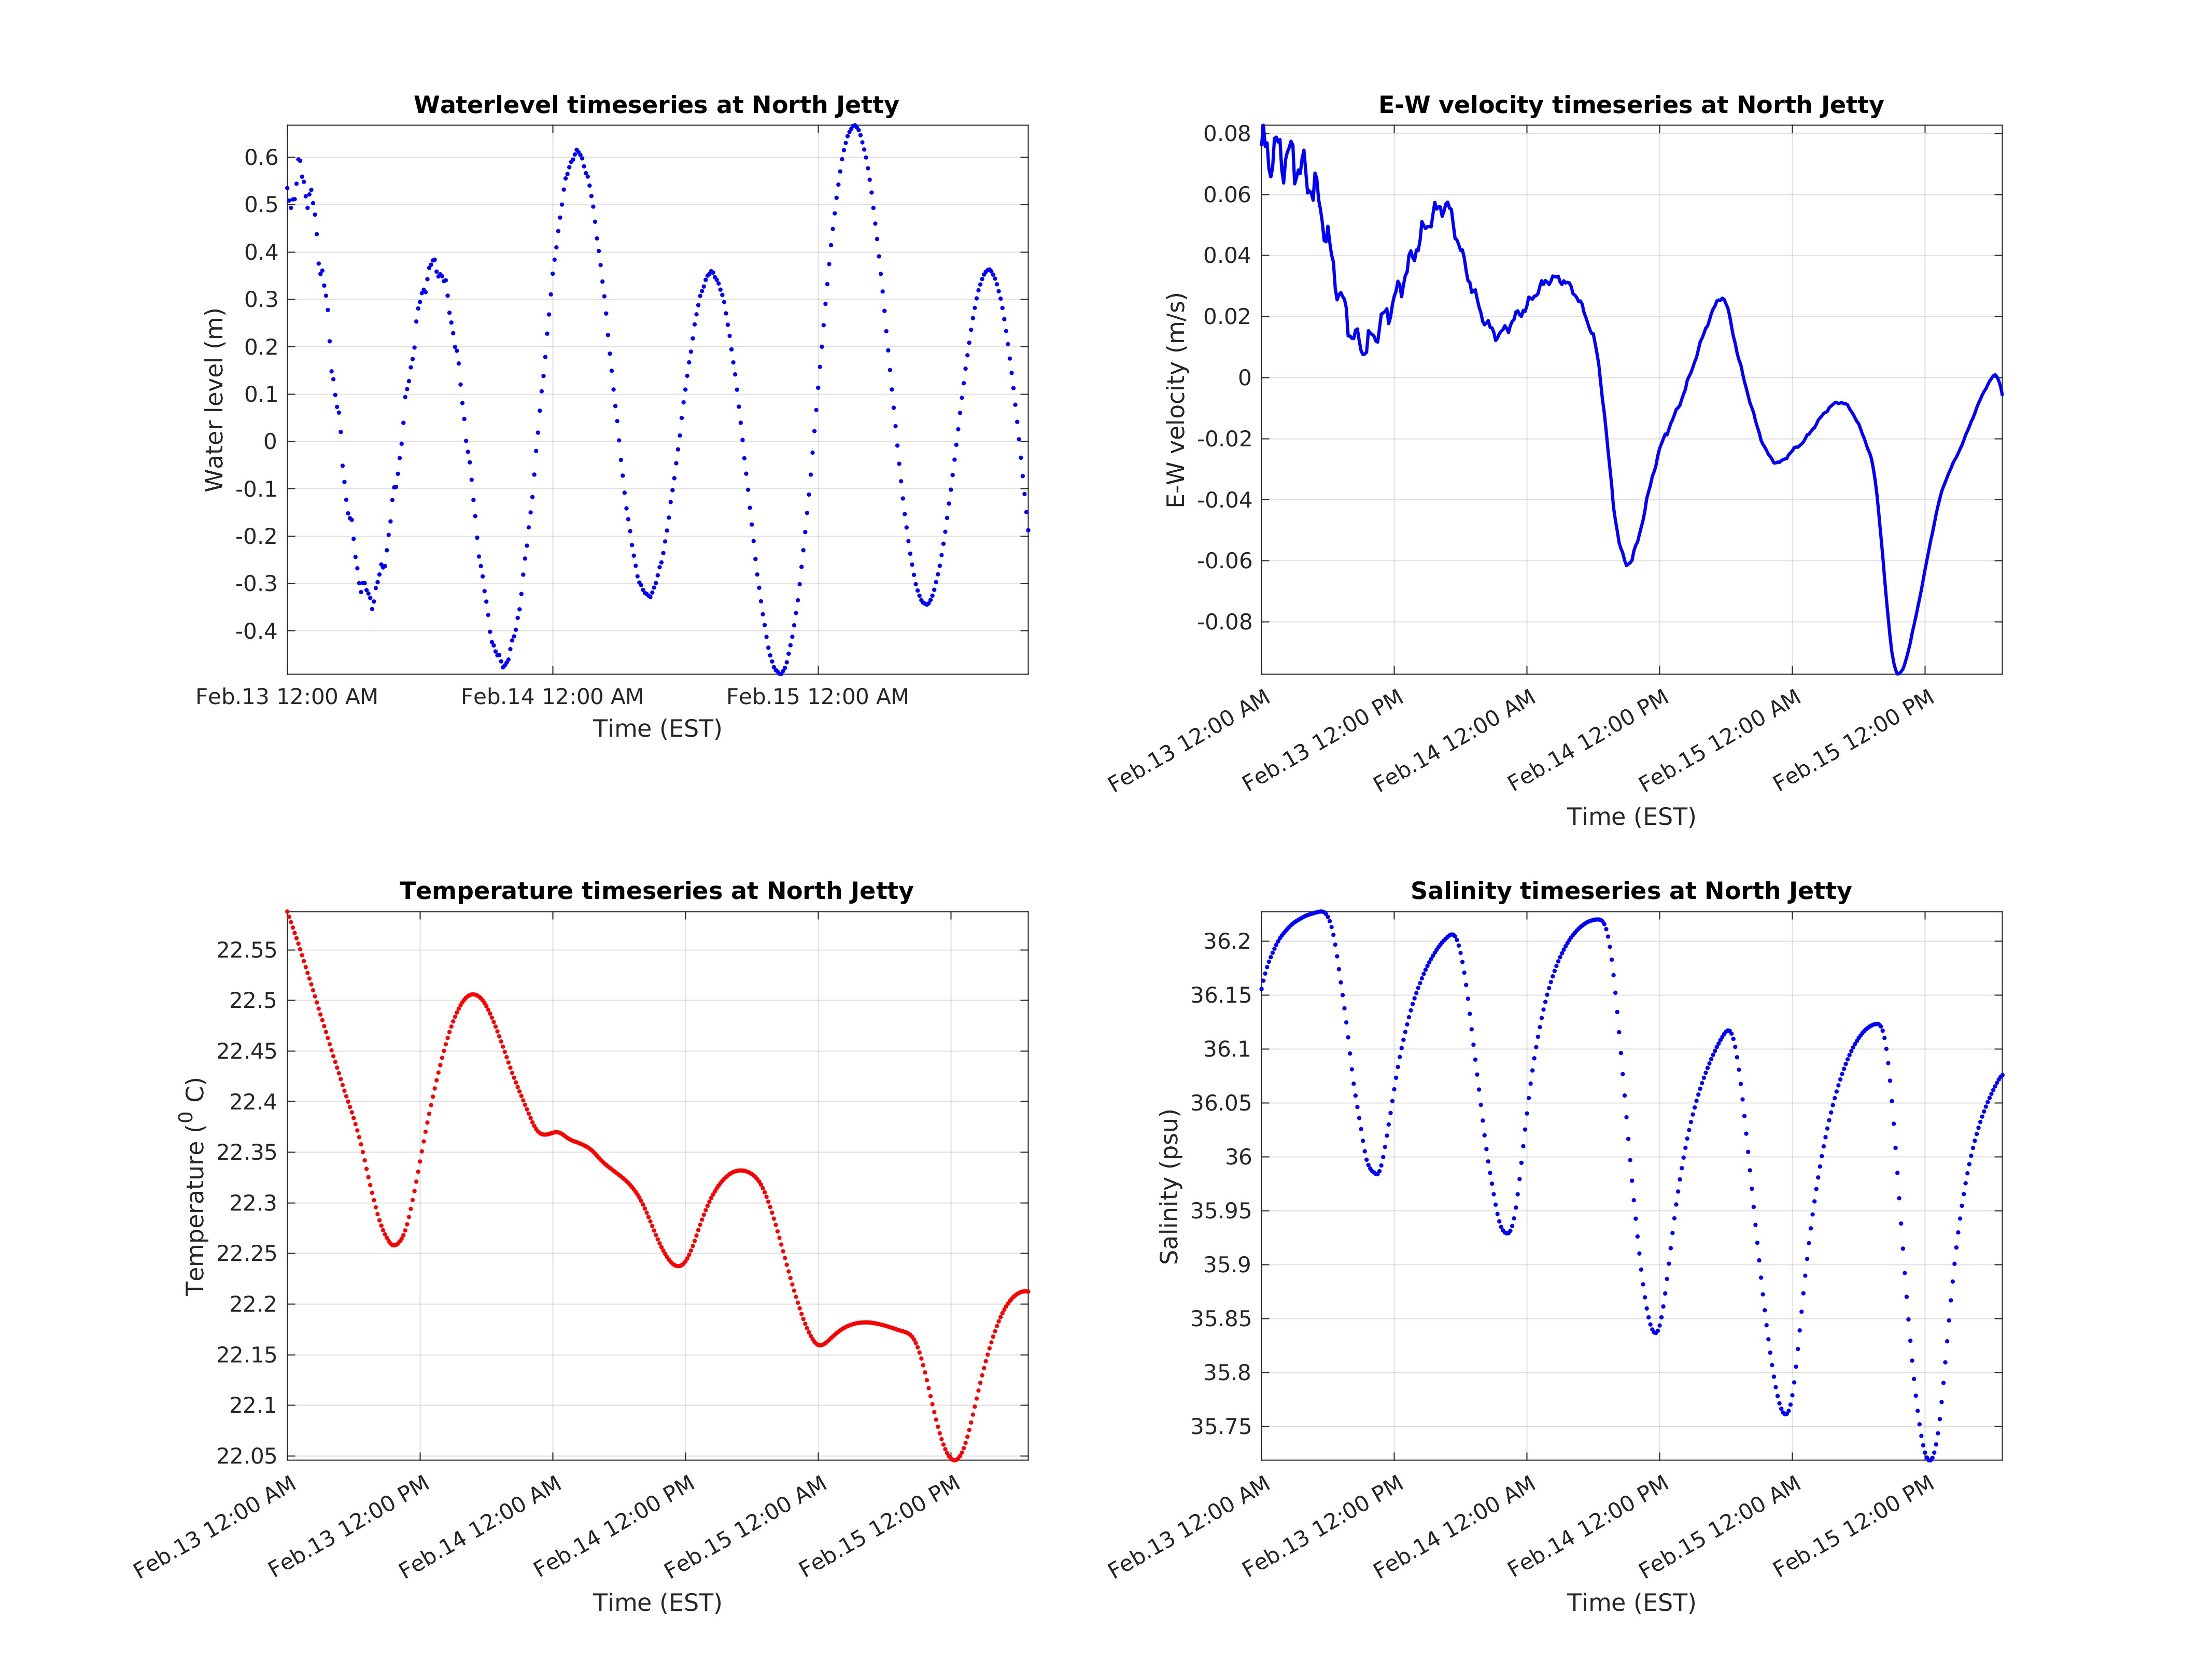 Waterlevel timeseries at North Jetty
Water level (m)
0.6
0.5
0.4
0.3
0.2
0.1
0
-0.1
-0.2
-0.3
-0.4
Feb.13 12:00 AM
Feb.14 12:00 AM
Feb.15 12:00 AM
Time (EST)
E-W velocity timeseries at North Jetty
E-W velocity (m/s)
0.08
0.06
0.04
0.02
0
-0.02
-0.04
-0.06
-0.08
Feb.13 12:00 AM
Feb.13 12:00 PM
Feb.14 12:00 AM
Feb.14 12:00 PM
Feb.15 12:00 AM
Feb.15 12:00 PM
Time (EST)
Temperature timeseries at North Jetty
Temperature (⁰ C)
22.55
22.5
22.45
22.4
22.35
22.3
22.25
22.2
22.15
22.1
22.05
Feb.13 12:00 AM
Feb.13 12:00 PM
Feb.14 12:00 AM
Feb.14 12:00 PM
Feb.15 12:00 AM
Feb.15 12:00 PM
Time (EST)
Salinity timeseries at North Jetty
Salinity (psu)
36.2
36.15
36.1
36.05
36
35.95
35.9
35.85
35.8
35.75
Feb.13 12:00 AM
Feb.13 12:00 PM
Feb.14 12:00 AM
Feb.14 12:00 PM
Feb.15 12:00 AM
Feb.15 12:00 PM
Time (EST)